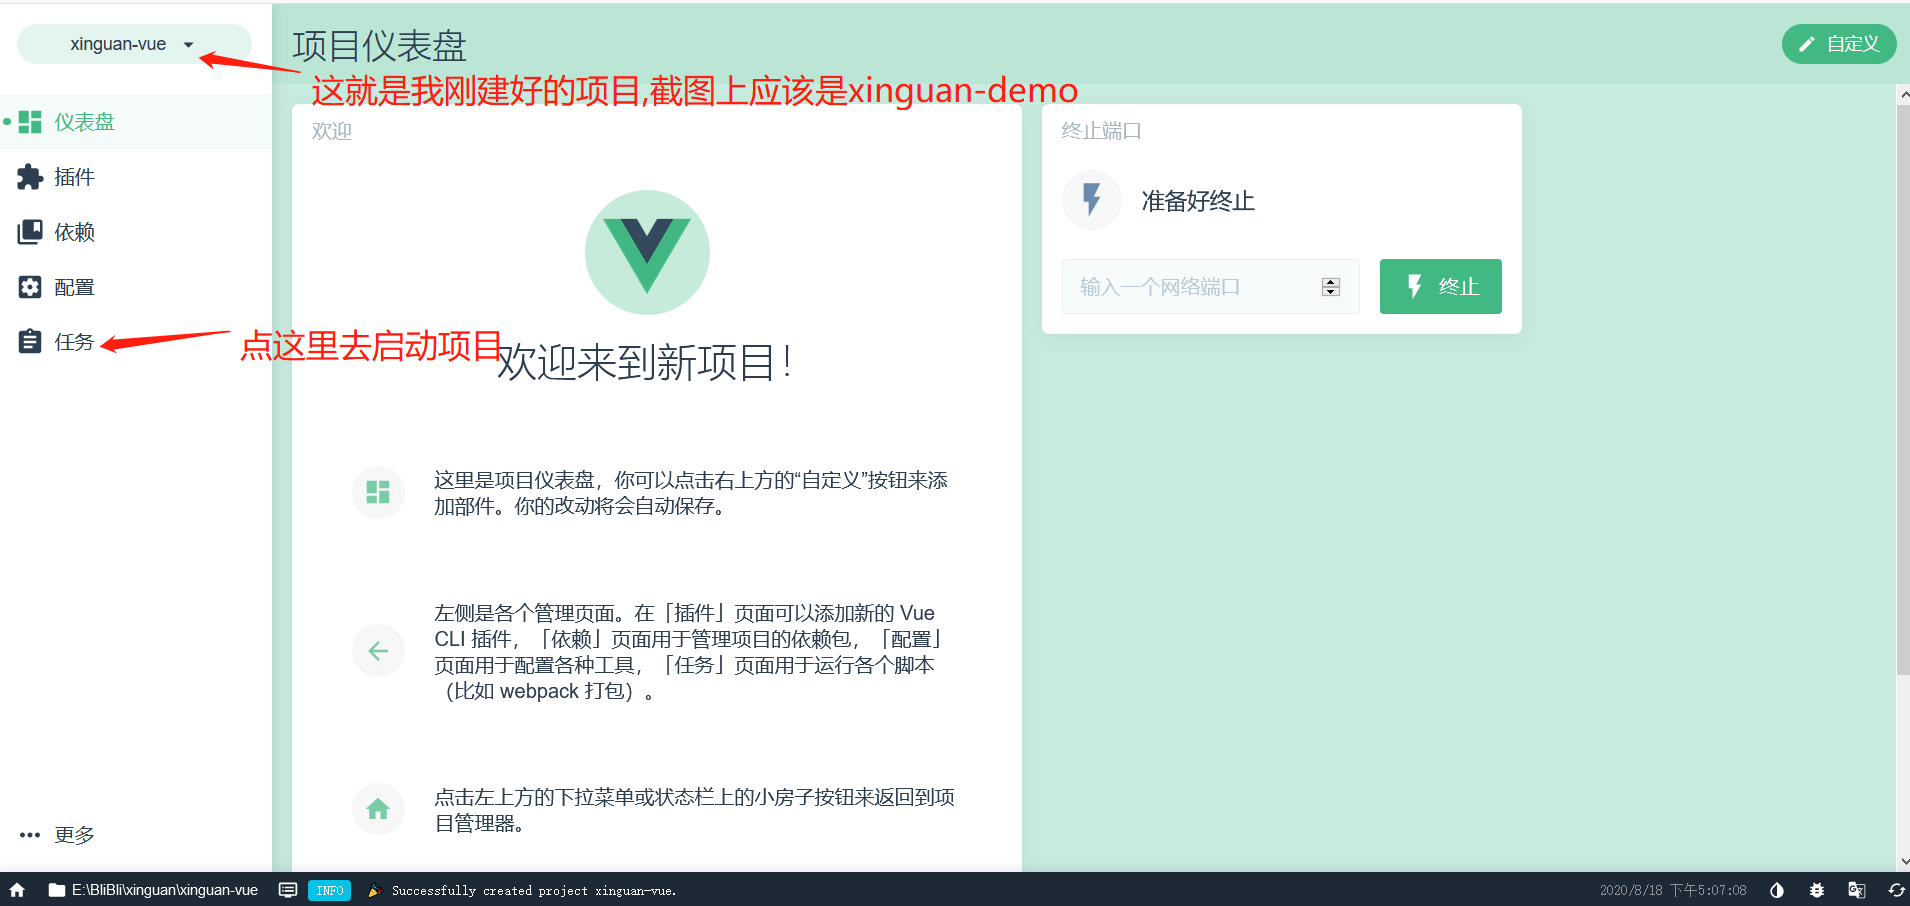 xinguan-vue
项目仪表盘
自定义
这就是我刚建好的项目,截图上应该是xinguan-demo
仪表盘
插件
依赖
配置
任务
点这里去启动项目
更多
欢迎
欢迎来到新项目！
这里是项目仪表盘，你可以点击右上方的“自定义”按钮来添
加部件。你的改动将会自动保存。
左侧是各个管理页面。在「插件」页面可以添加新的 Vue
CLI 插件，「依赖」页面用于管理项目的依赖包，「配置」
页面用于配置各种工具，「任务」页面用于运行各个脚本
（比如 webpack 打包）。
点击左上方的下拉菜单或状态栏上的小房子按钮来返回到项
目管理器。
终止端口
准备好终止
输入一个网络端口
终止
E:\BliBli\xinguan\xinguan-vue
INFO
Successfully created project xinguan-vue.
2020/8/18 下午5:07:08